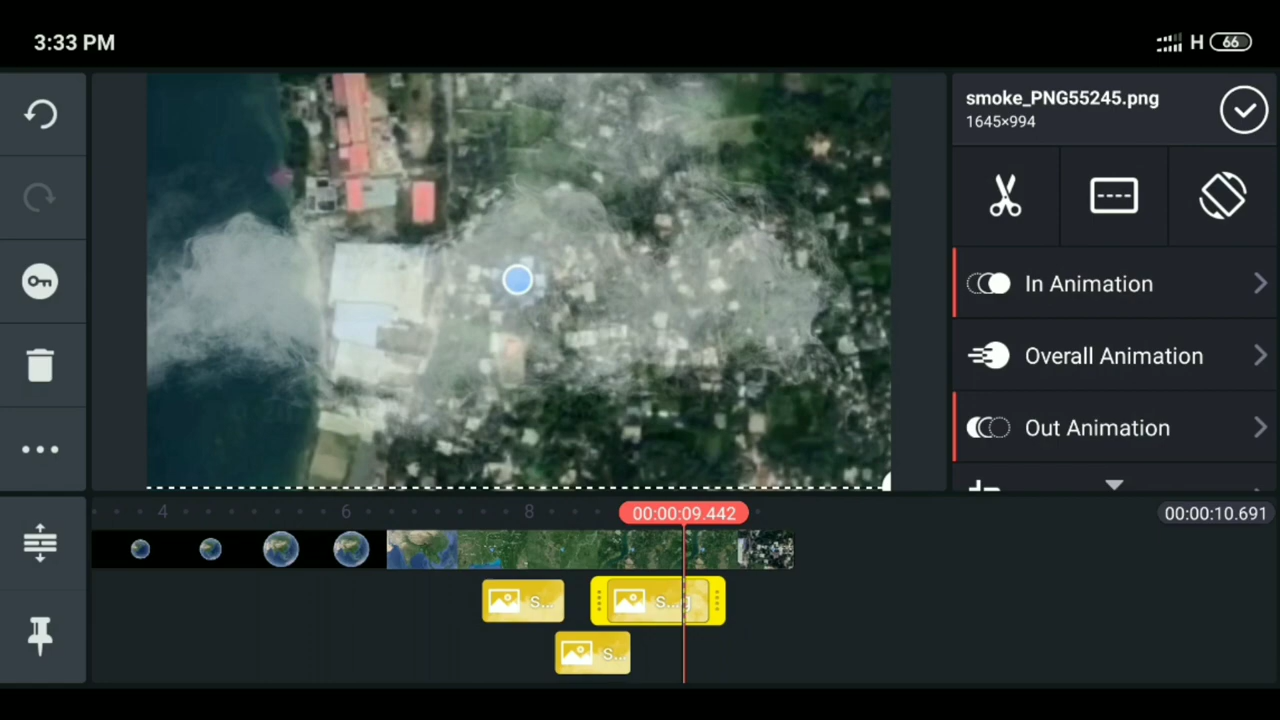 3:33 PM
H 66
smoke_PNG55245.png
1645×994
In Animation
Overall Animation
Out Animation
4 6 8 00:00:09.442 00:00:10.691
s... s...g
s...